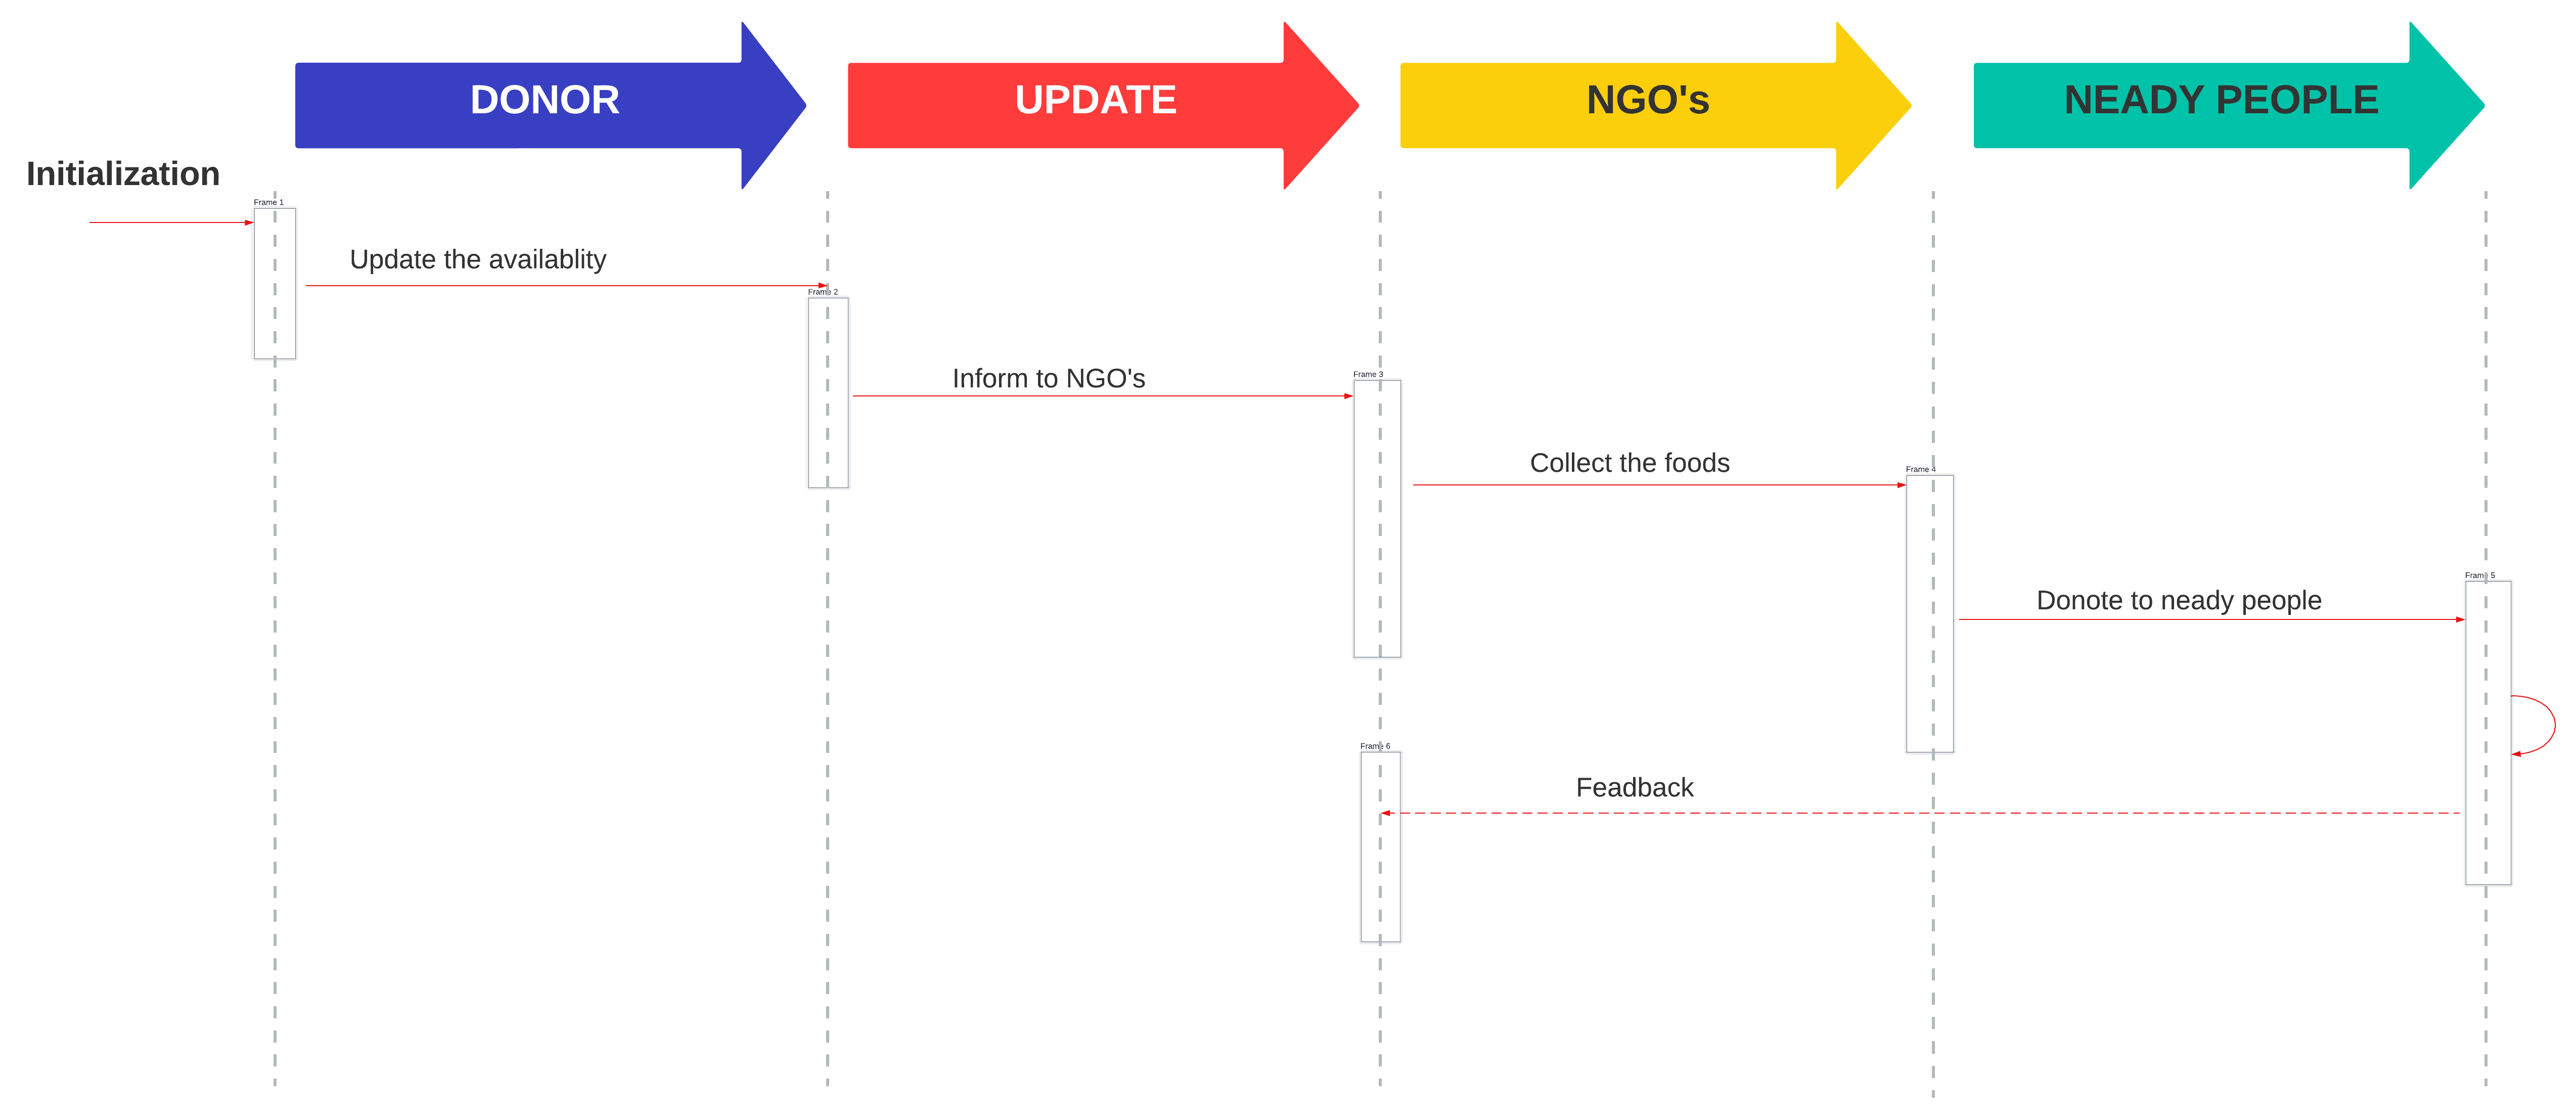 DONOR
UPDATE
NGO's
NEADY PEOPLE
Initialization
Frame 1
Update the availablity
Frame 2
Inform to NGO's
Frame 3
Collect the foods
Frame 4
Frame 5
Donote to neady people
Frame 6
Feadback